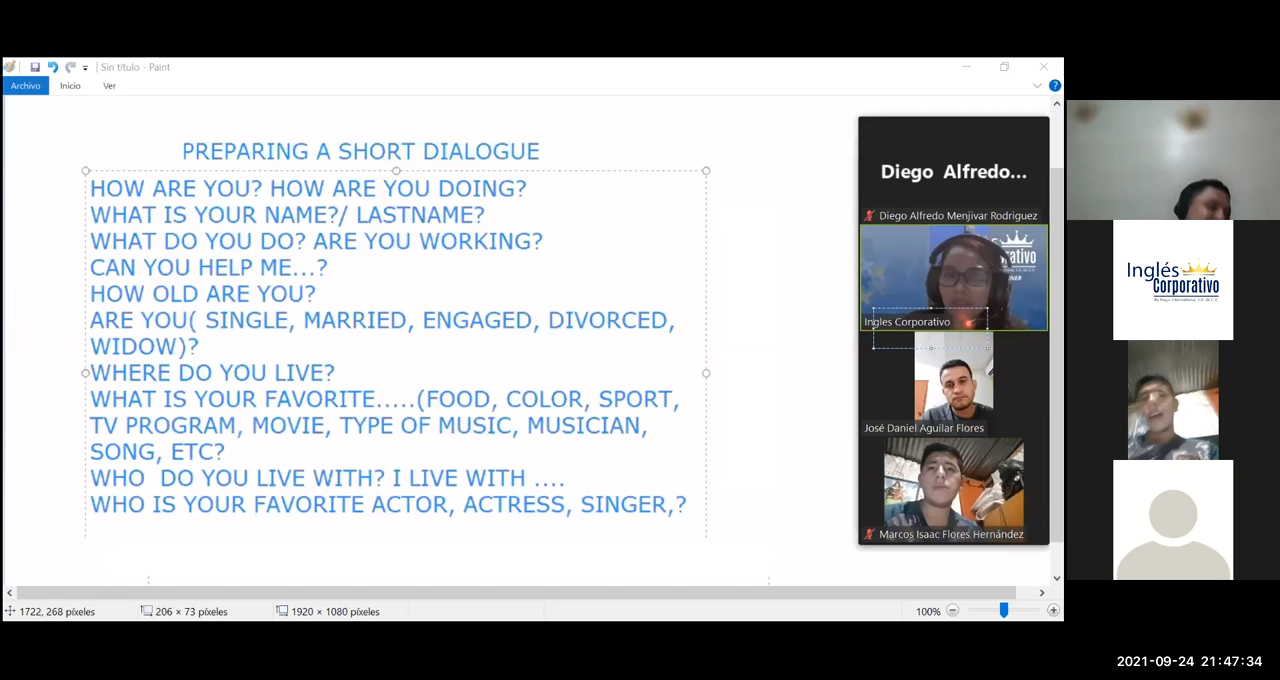 Sin título - Paint
Archivo
Inicio
Ver
PREPARING A SHORT DIALOGUE
HOW ARE YOU? HOW ARE YOU DOING?
WHAT IS YOUR NAME?/ LASTNAME?
WHAT DO YOU DO? ARE YOU WORKING?
CAN YOU HELP ME...?
HOW OLD ARE YOU?
ARE YOU( SINGLE, MARRIED, ENGAGED, DIVORCED,
WIDOW)?
WHERE DO YOU LIVE?
WHAT IS YOUR FAVORITE.....(FOOD, COLOR, SPORT,
TV PROGRAM, MOVIE, TYPE OF MUSIC, MUSICIAN,
SONG, ETC?
WHO  DO YOU LIVE WITH? I LIVE WITH ....
WHO IS YOUR FAVORITE ACTOR, ACTRESS, SINGER,?
Diego Alfredo...
Diego Alfredo Menjivar Rodriguez
Ingles Corporativo
José Daniel Aguilar Flores
Marcos Isaac Flores Hernández
Inglés
Corporativo
1722, 268 píxeles
206 × 73 píxeles
1920 × 1080 píxeles
100%
2021-09-24 21:47:34